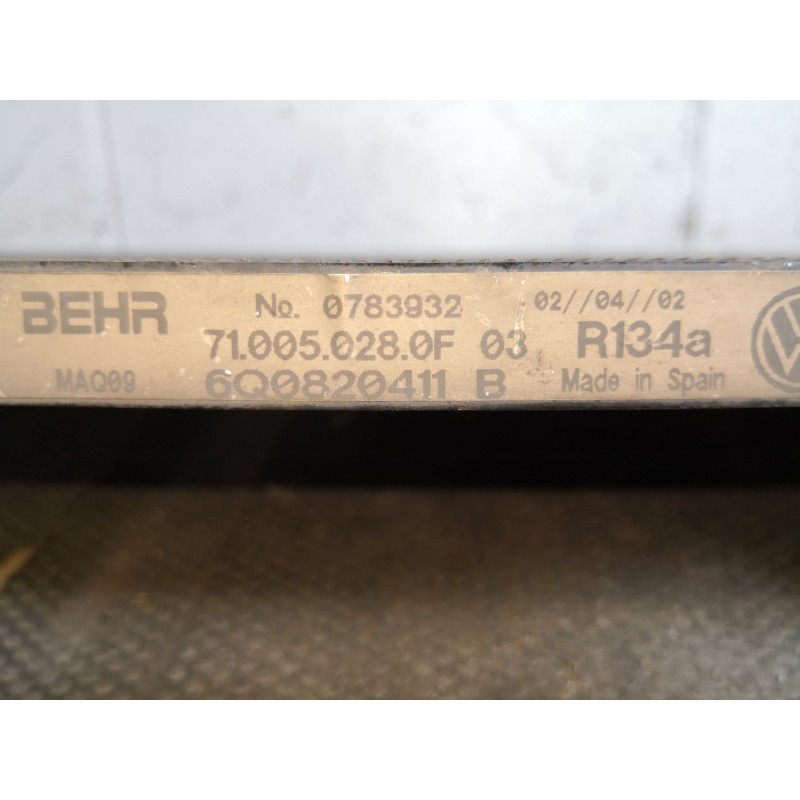 BEHR No. 0783932 02//04//02
71.005.028.0F 03 R134a
MAQ09 6Q0820411 B Made in Spain